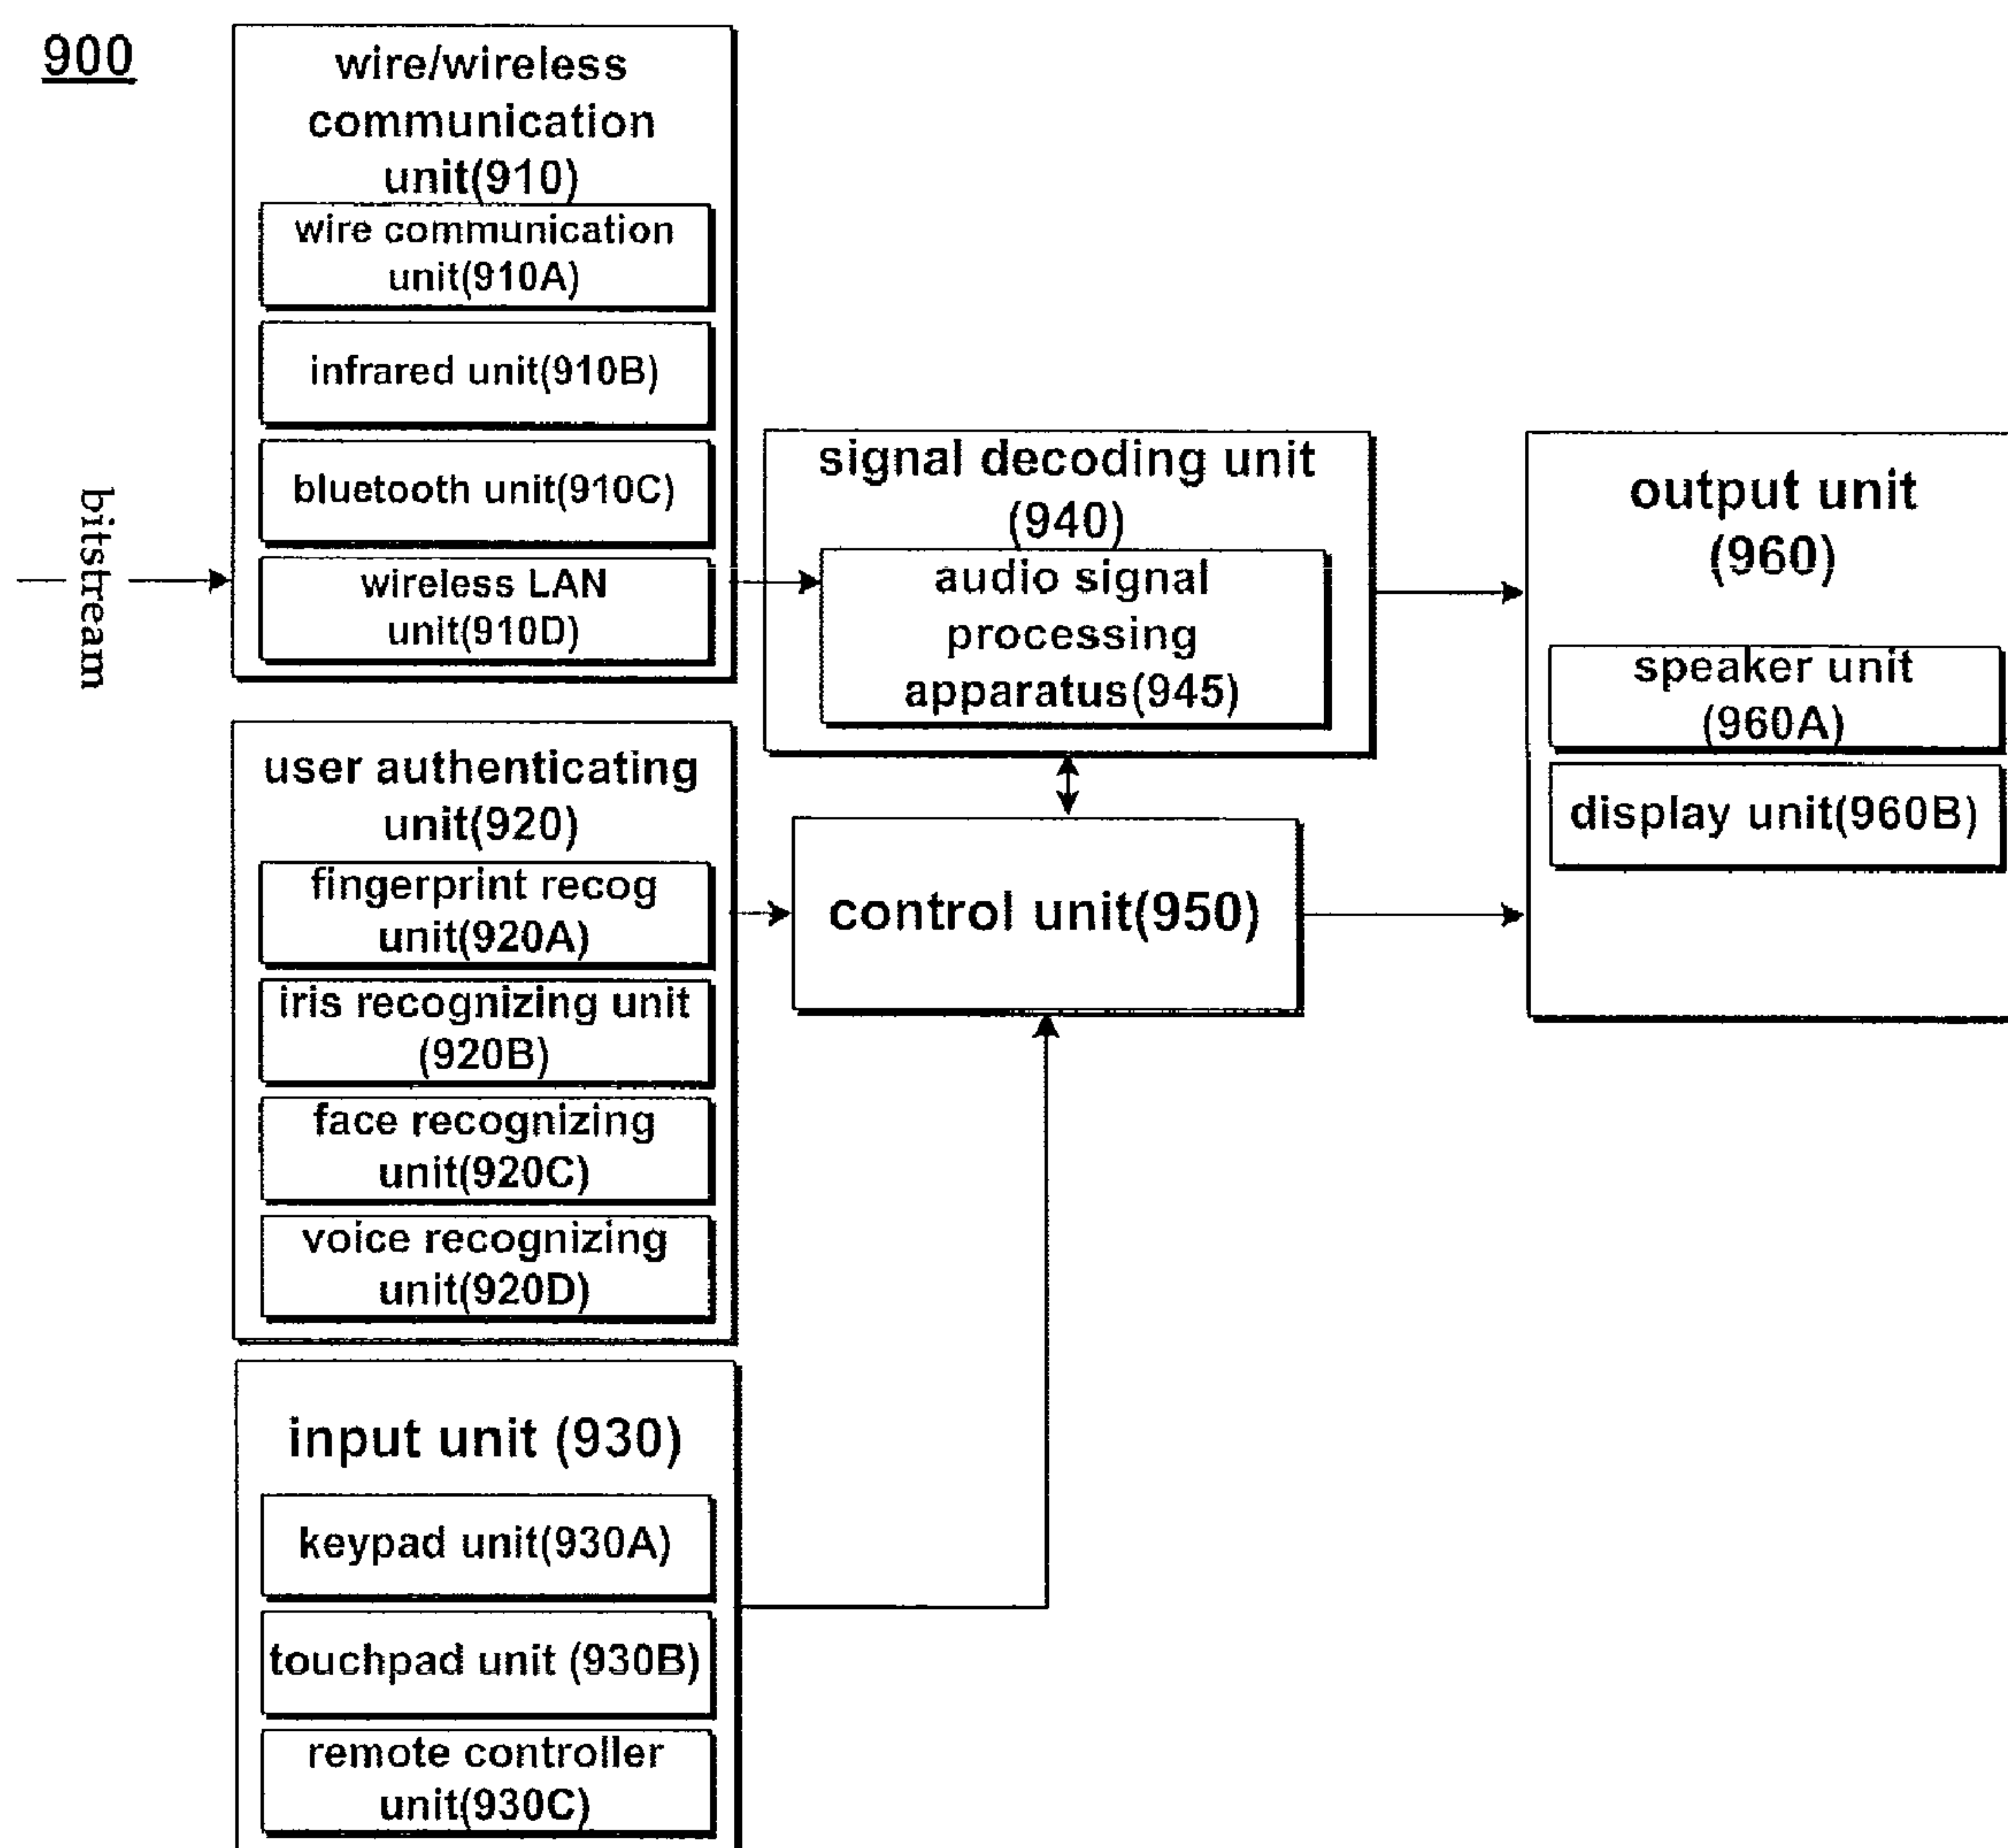 900
wire/wireless
communication
unit(910)
wire communication
unit(910A)
infrared unit(910B)
bluetooth unit(910C)
wireless LAN
unit(910D)
bitstream
user authenticating
unit(920)
fingerprint recog
unit(920A)
iris recognizing unit
(920B)
face recognizing
unit(920C)
voice recognizing
unit(920D)
input unit (930)
keypad unit(930A)
touchpad unit (930B)
remote controller
unit(930C)
signal decoding unit
(940)
audio signal
processing
apparatus(945)
control unit(950)
output unit
(960)
speaker unit
(960A)
display unit(960B)